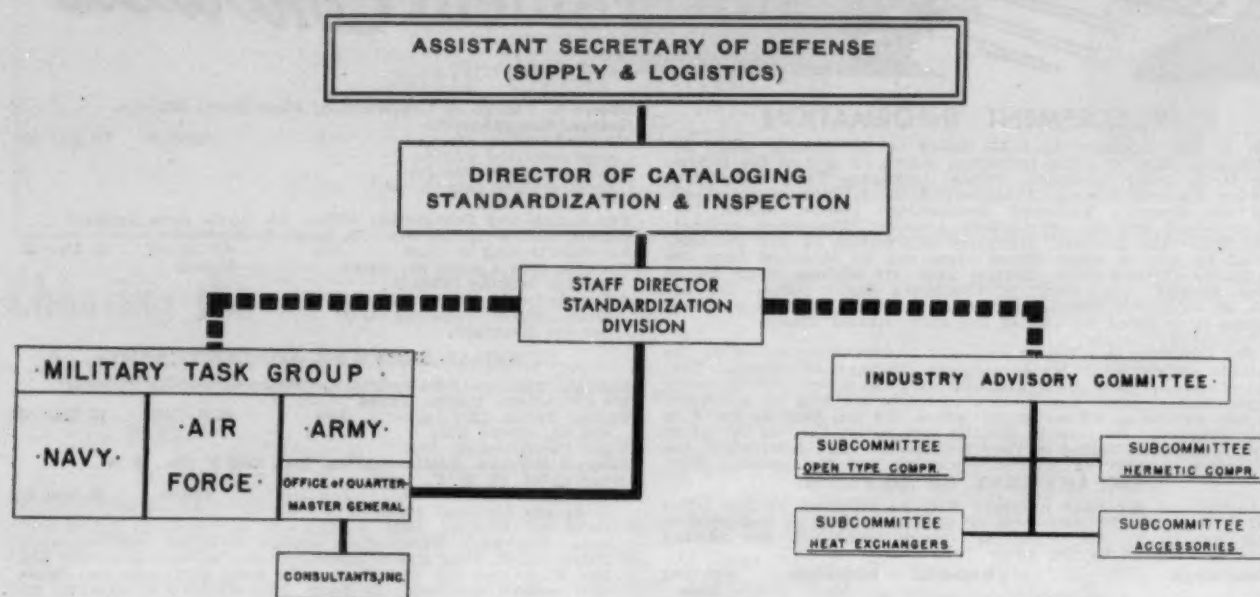 ASSISTANT SECRETARY OF DEFENSE
(SUPPLY & LOGISTICS)
DIRECTOR OF CATALOGING
STANDARDIZATION & INSPECTION
STAFF DIRECTOR
STANDARDIZATION
DIVISION
·MILITARY TASK GROUP·
NAVY·
·AIR
FORCE·
·ARMY·
OFFICE of QUARTER-
MASTER GENERAL
CONSULTANTS, INC.
INDUSTRY ADVISORY COMMITTEE·
SUBCOMMITTEE
OPEN TYPE COMPR.
SUBCOMMITTEE
HERMETIC COMPR.
SUBCOMMITTEE
HEAT EXCHANGERS
SUBCOMMITTEE
ACCESSORIES